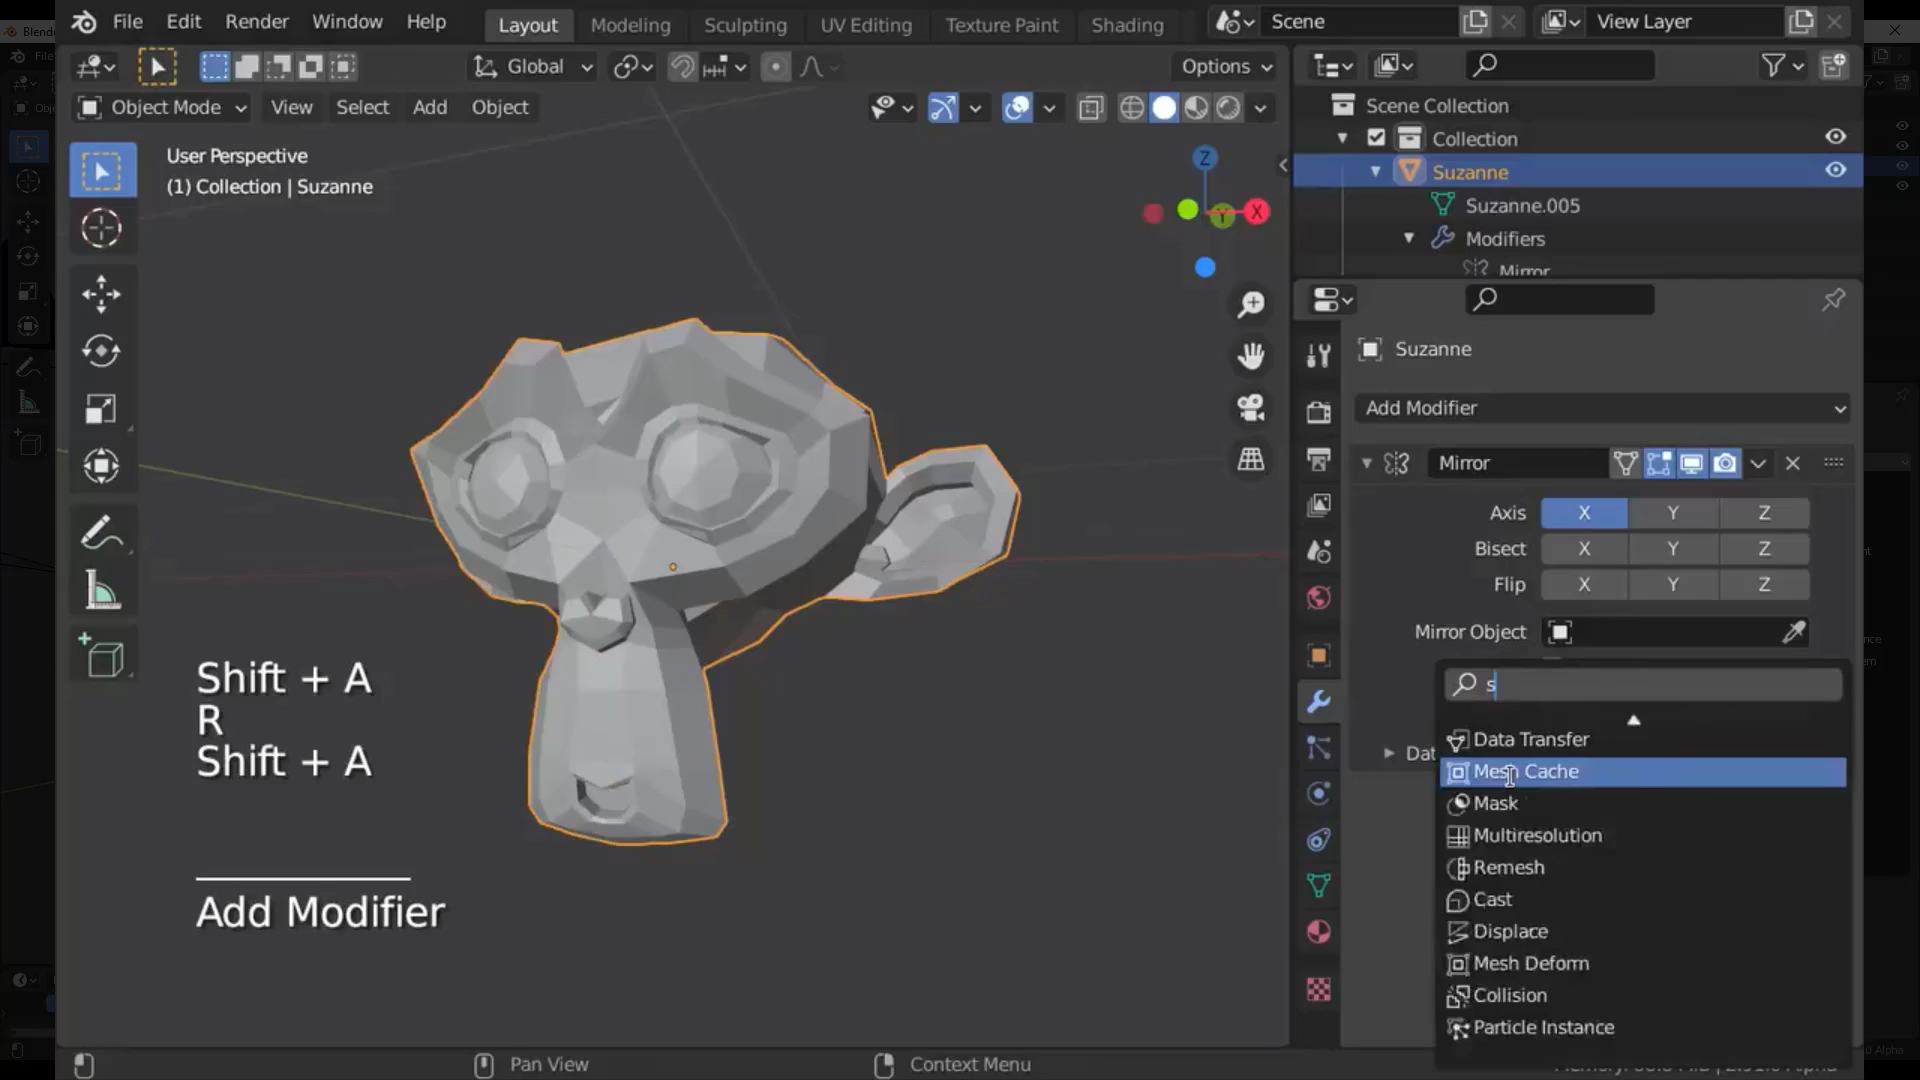 File Edit Render Window Help Layout Modeling Sculpting UV Editing Texture Paint Shading Scene View Layer
Global Options
Object Mode View Select Add Object
User Perspective
(1) Collection | Suzanne
Z
Y
X
Scene Collection
Collection
Suzanne
Suzanne.005
Modifiers
Mirror
Suzanne
Add Modifier
Mirror
Axis X Y Z
Bisect X Y Z
Flip X Y Z
Mirror Object
s
Data Transfer
Mesh Cache
Mask
Multiresolution
Remesh
Cast
Displace
Mesh Deform
Collision
Particle Instance
Shift + A
R
Shift + A
Add Modifier
Pan View Context Menu